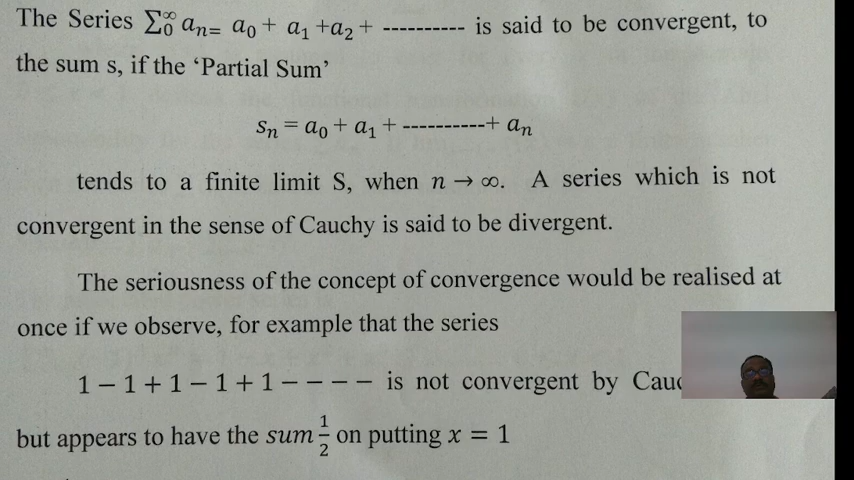 The Series ∑₀^∞ aₙ₌ a₀ + a₁ +a₂ + ---------- is said to be convergent, to
the sum s, if the ‘Partial Sum’
sₙ = a₀ + a₁ + ----------+ aₙ
tends to a finite limit S, when n → ∞. A series which is not
convergent in the sense of Cauchy is said to be divergent.
The seriousness of the concept of convergence would be realised at
once if we observe, for example that the series
1 − 1 + 1 − 1 + 1 − − − − is not convergent by Cauc
but appears to have the sum 1/2 on putting x = 1